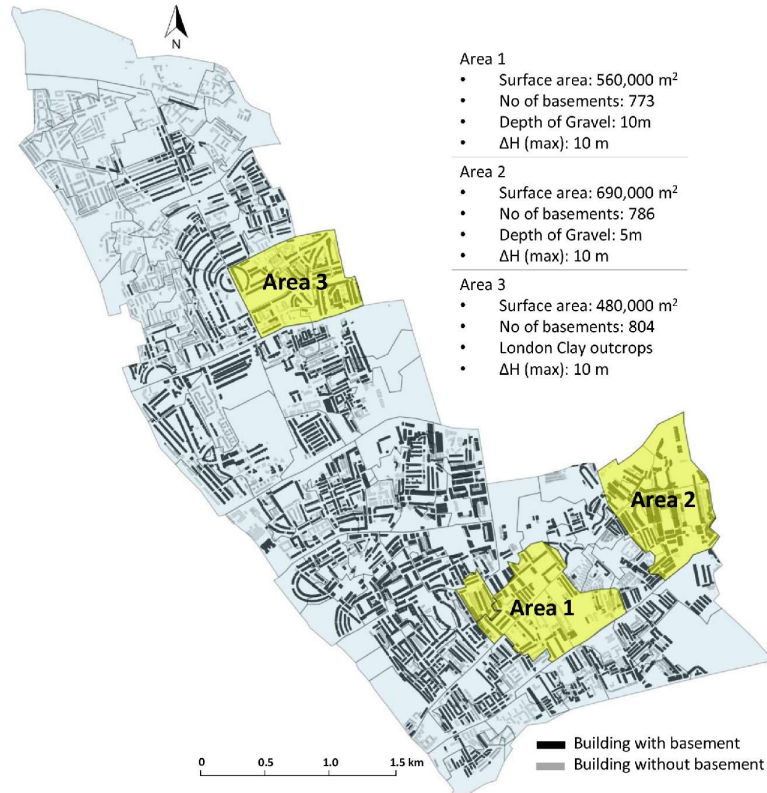 N
Area 1
• Surface area: 560,000 m²
• No of basements: 773
• Depth of Gravel: 10m
• ΔH (max): 10 m
Area 2
• Surface area: 690,000 m²
• No of basements: 786
• Depth of Gravel: 5m
• ΔH (max): 10 m
Area 3
• Surface area: 480,000 m²
• No of basements: 804
• London Clay outcrops
• ΔH (max): 10 m
Area 3
Area 2
Area 1
0 0.5 1.0 1.5 km
Building with basement
Building without basement